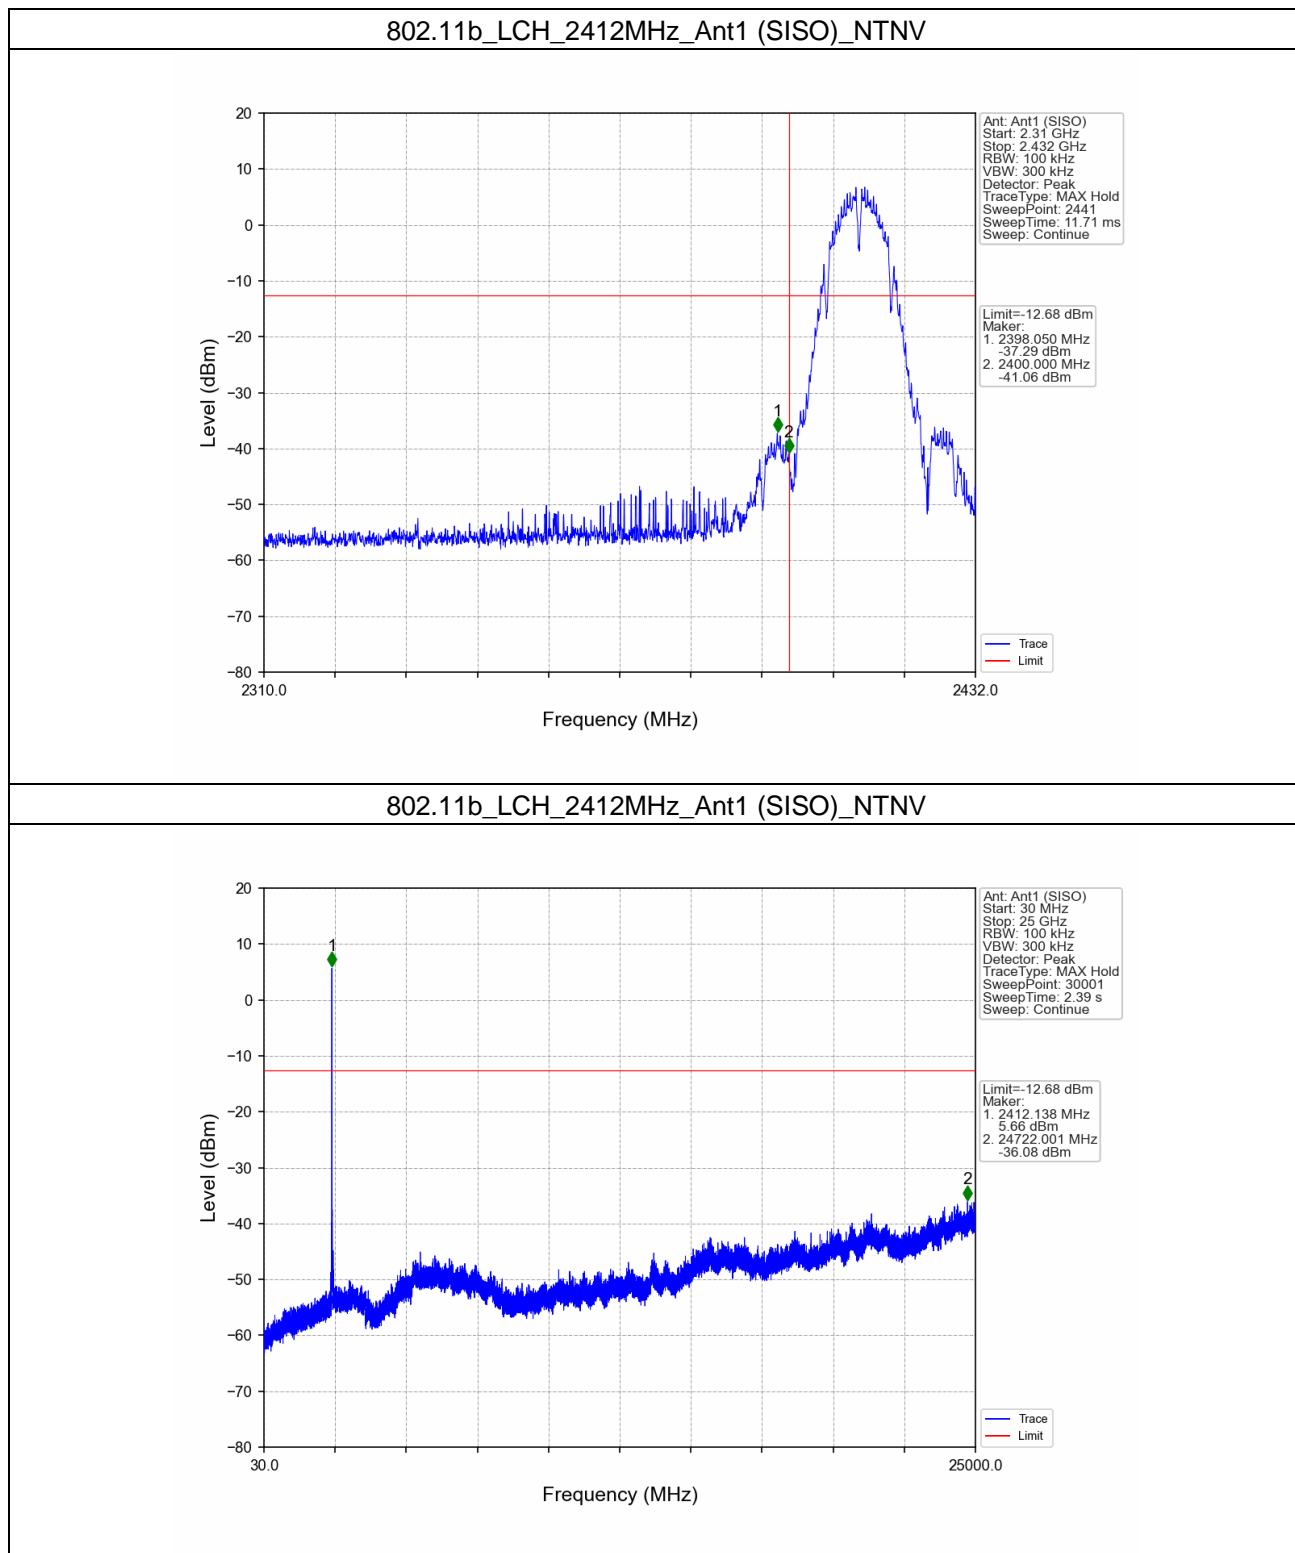 802.11b_LCH_2412MHz_Ant1 (SISO)_NTNV
20
10
0
−10
−20
−30
−40
−50
−60
−70
−80
Level (dBm)
2310.0
2432.0
Frequency (MHz)
1
2
Ant: Ant1 (SISO)
Start: 2.31 GHz
Stop: 2.432 GHz
RBW: 100 kHz
VBW: 300 kHz
Detector: Peak
TraceType: MAX Hold
SweepPoint: 2441
SweepTime: 11.71 ms
Sweep: Continue
Limit=-12.68 dBm
Maker:
1. 2398.050 MHz
-37.29 dBm
2. 2400.000 MHz
-41.06 dBm
Trace
Limit
802.11b_LCH_2412MHz_Ant1 (SISO)_NTNV
20
10
0
−10
−20
−30
−40
−50
−60
−70
−80
Level (dBm)
30.0
25000.0
Frequency (MHz)
1
2
Ant: Ant1 (SISO)
Start: 30 MHz
Stop: 25 GHz
RBW: 100 kHz
VBW: 300 kHz
Detector: Peak
TraceType: MAX Hold
SweepPoint: 30001
SweepTime: 2.39 s
Sweep: Continue
Limit=-12.68 dBm
Maker:
1. 2412.138 MHz
5.66 dBm
2. 24722.001 MHz
-36.08 dBm
Trace
Limit